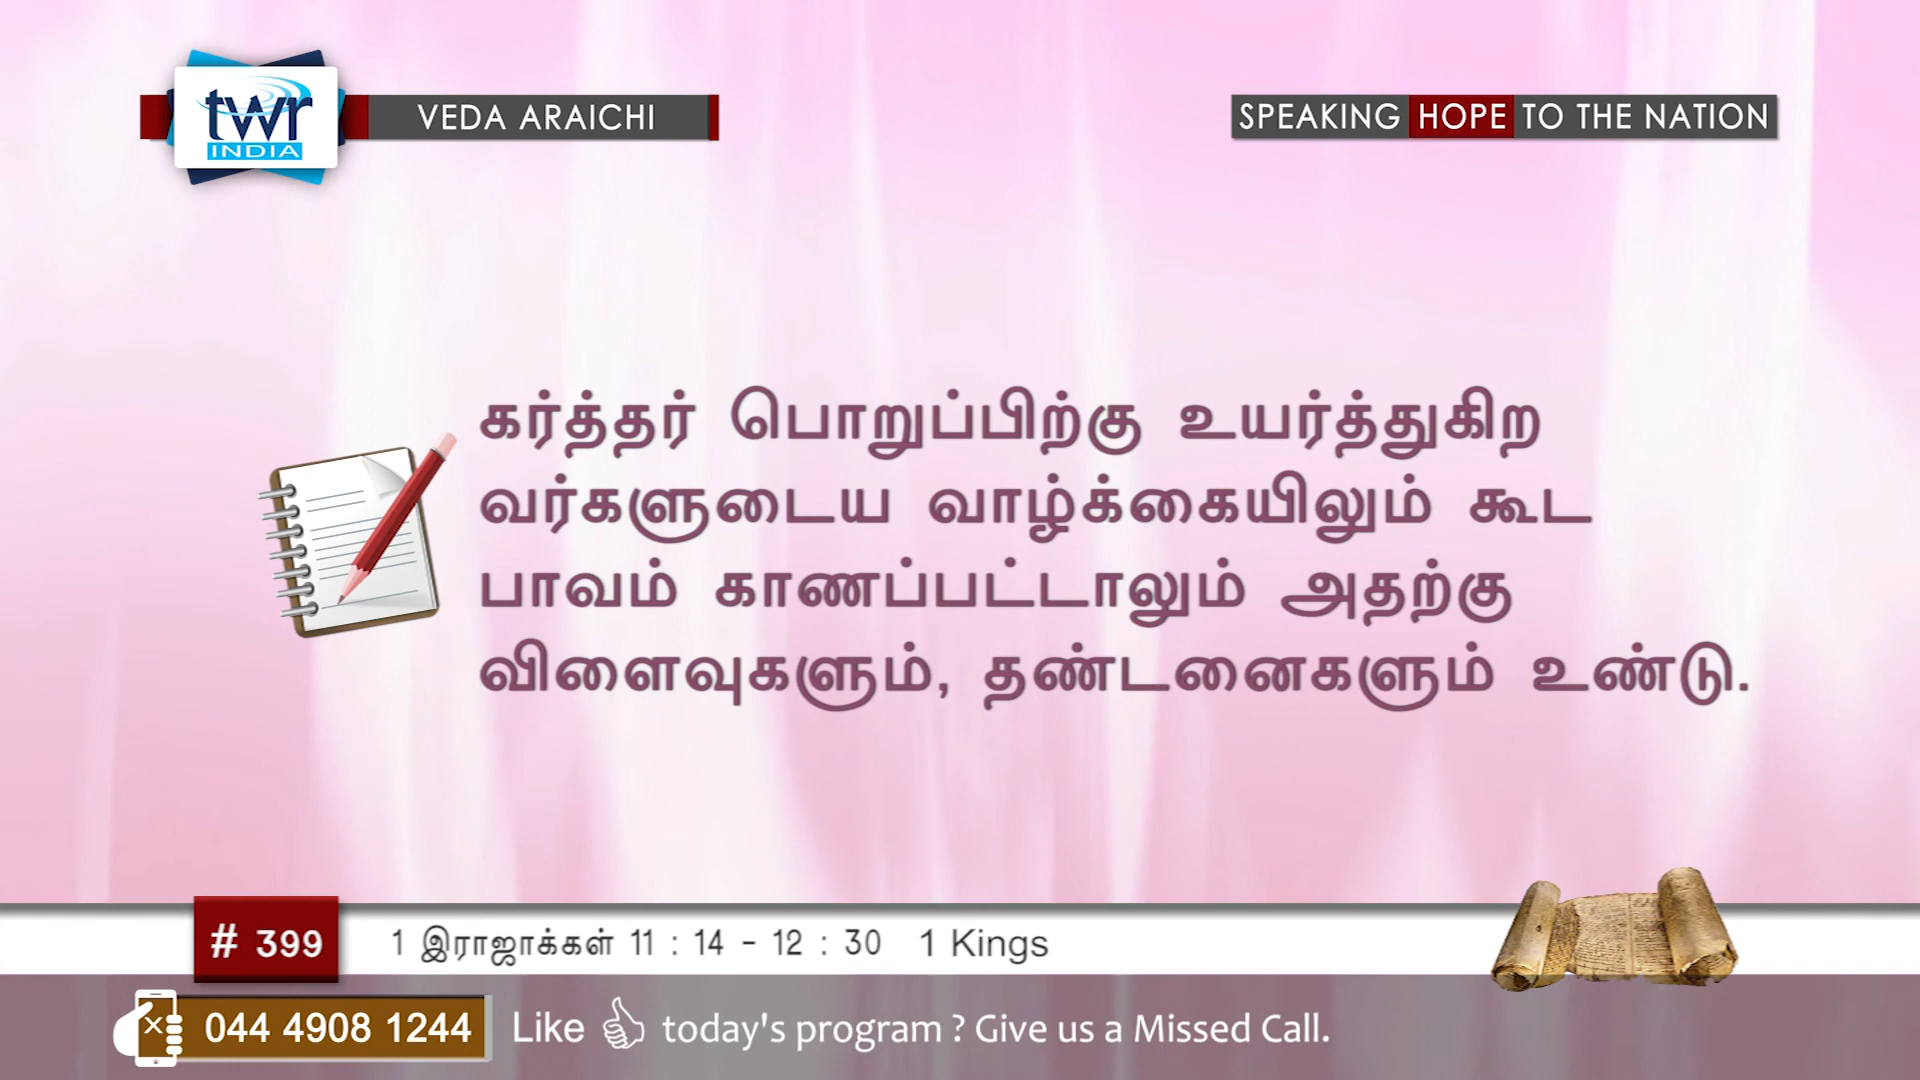 twr
INDIA
VEDA ARAICHI
SPEAKING HOPE TO THE NATION
கர்த்தர் பொறுப்பிற்கு உயர்த்துகிற
வர்களுடைய வாழ்க்கையிலும் கூட
பாவம் காணப்பட்டாலும் அதற்கு
விளைவுகளும், தண்டனைகளும் உண்டு.
# 399
1 இராஜாக்கள் 11 : 14 - 12 : 30 1 Kings
044 4908 1244
Like today's program ? Give us a Missed Call.